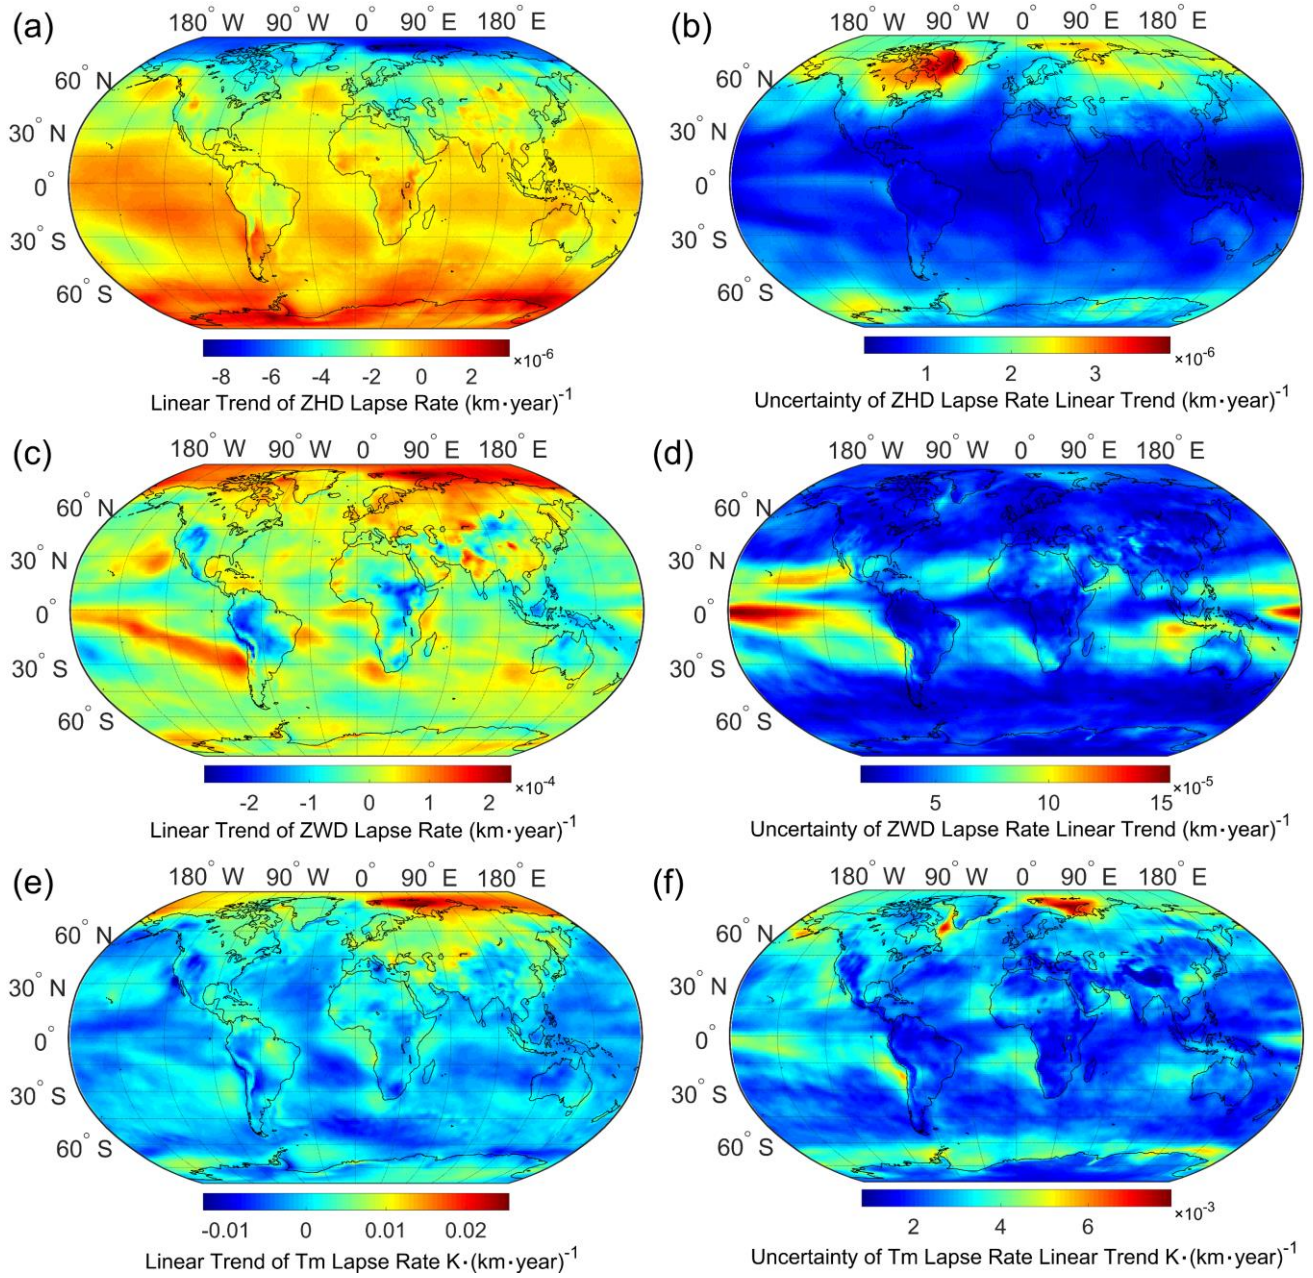 (a)
180° W 90° W 0° 90° E 180° E
60° N
30° N
0°
30° S
60° S
-8 -6 -4 -2 0 2 ×10⁻⁶
Linear Trend of ZHD Lapse Rate (km·year)⁻¹
(b)
180° W 90° W 0° 90° E 180° E
60° N
30° N
0°
30° S
60° S
1 2 3 ×10⁻⁶
Uncertainty of ZHD Lapse Rate Linear Trend (km·year)⁻¹
(c)
180° W 90° W 0° 90° E 180° E
60° N
30° N
0°
30° S
60° S
-2 -1 0 1 2 ×10⁻⁴
Linear Trend of ZWD Lapse Rate (km·year)⁻¹
(d)
180° W 90° W 0° 90° E 180° E
60° N
30° N
0°
30° S
60° S
5 10 15 ×10⁻⁵
Uncertainty of ZWD Lapse Rate Linear Trend (km·year)⁻¹
(e)
180° W 90° W 0° 90° E 180° E
60° N
30° N
0°
30° S
60° S
-0.01 0 0.01 0.02
Linear Trend of Tm Lapse Rate K·(km·year)⁻¹
(f)
180° W 90° W 0° 90° E 180° E
60° N
30° N
0°
30° S
60° S
2 4 6 ×10⁻³
Uncertainty of Tm Lapse Rate Linear Trend K·(km·year)⁻¹